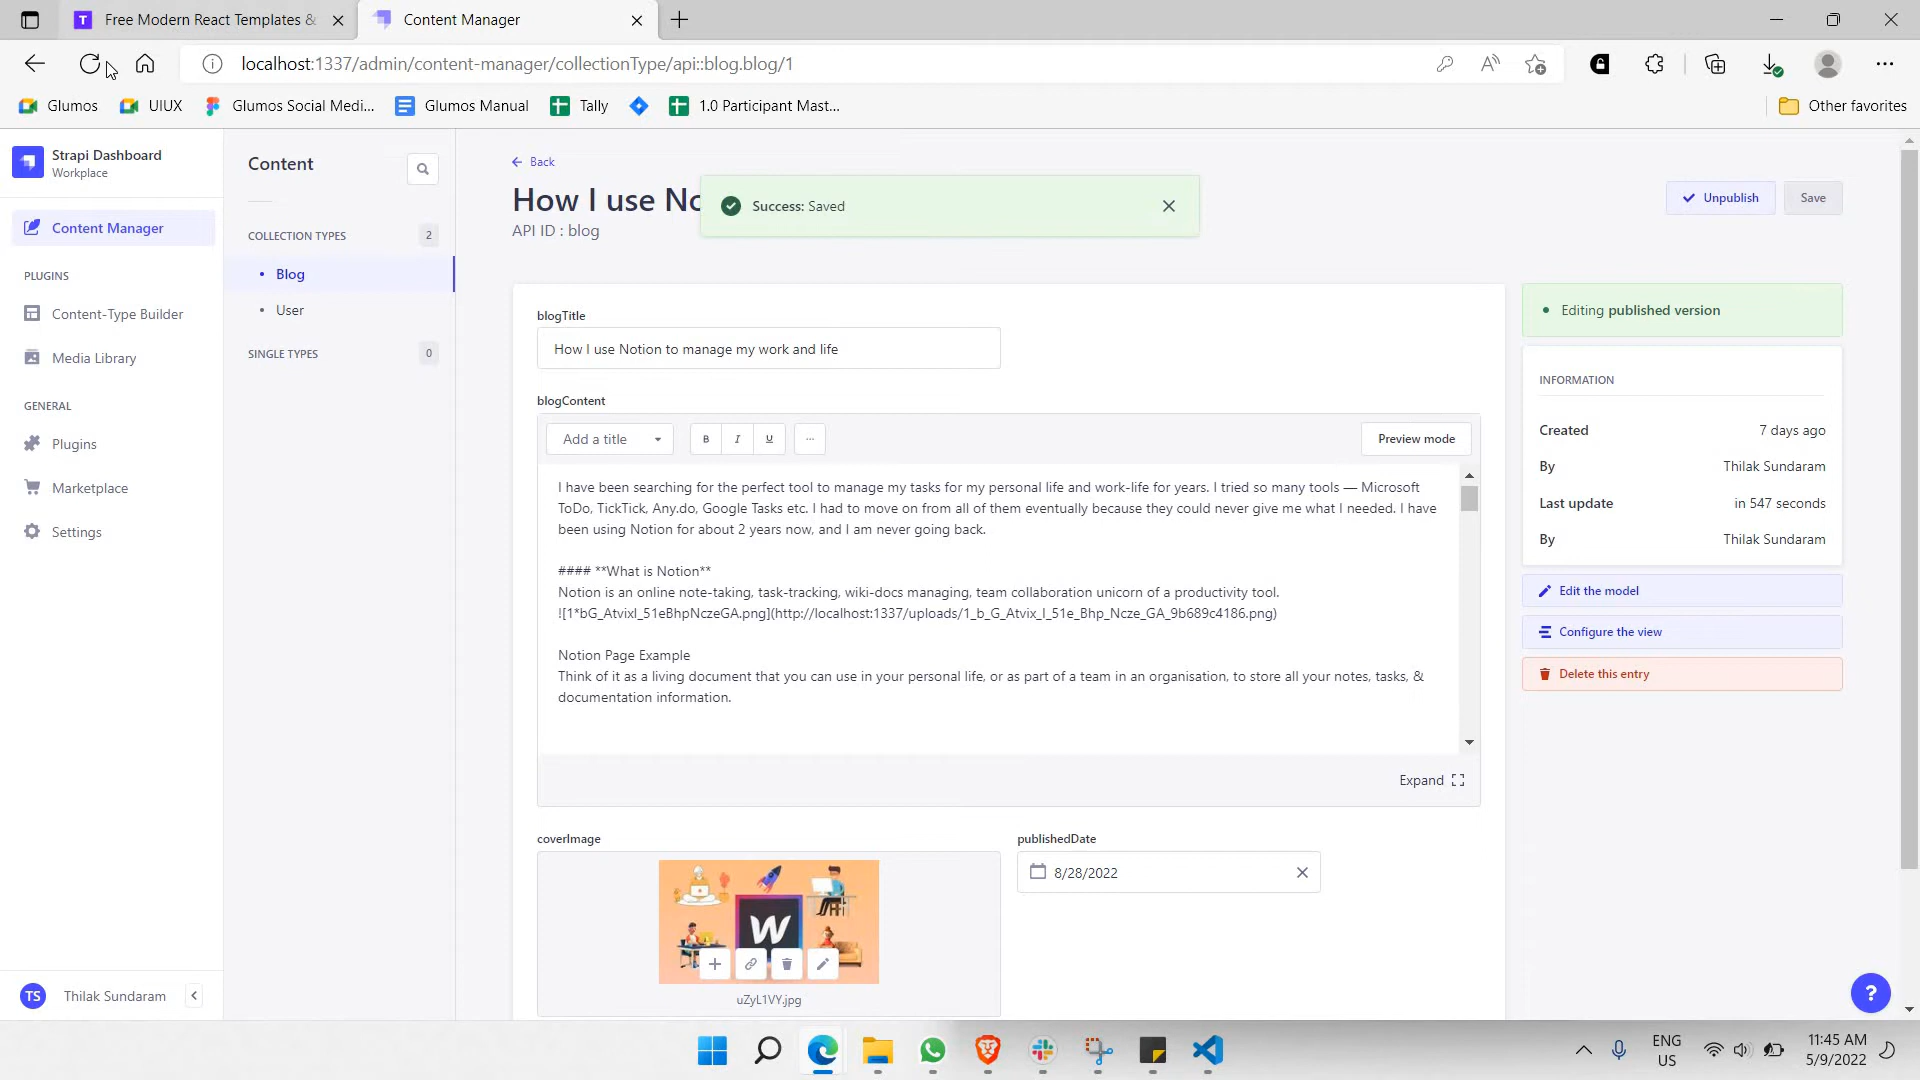 Free Modern React Templates &
Content Manager
localhost:1337/admin/content-manager/collectionType/api::blog.blog/1
Glumos
UIUX
Glumos Social Medi...
Glumos Manual
Tally
1.0 Participant Mast...
Other favorites
Strapi Dashboard
Workplace
Content Manager
PLUGINS
Content-Type Builder
Media Library
GENERAL
Plugins
Marketplace
Settings
TS
Thilak Sundaram
Content
COLLECTION TYPES
2
Blog
User
SINGLE TYPES
0
Back
How I use No
API ID : blog
Success: Saved
Unpublish
Save
blogTitle
How I use Notion to manage my work and life
blogContent
Add a title
B
I
U
...
Preview mode
I have been searching for the perfect tool to manage my tasks for my personal life and work-life for years. I tried so many tools — Microsoft
ToDo, TickTick, Any.do, Google Tasks etc. I had to move on from all of them eventually because they could never give me what I needed. I have
been using Notion for about 2 years now, and I am never going back.
#### **What is Notion**
Notion is an online note-taking, task-tracking, wiki-docs managing, team collaboration unicorn of a productivity tool.
![1*bG_AtvixI_51eBhpNczeGA.png](http://localhost:1337/uploads/1_b_G_Atvix_I_51e_Bhp_Ncze_GA_9b689c4186.png)
Notion Page Example
Think of it as a living document that you can use in your personal life, or as part of a team in an organisation, to store all your notes, tasks, &
documentation information.
Expand
coverImage
W
uZyL1VY.jpg
publishedDate
8/28/2022
Editing published version
INFORMATION
Created
7 days ago
By
Thilak Sundaram
Last update
in 547 seconds
By
Thilak Sundaram
Edit the model
Configure the view
Delete this entry
?
ENG
US
11:45 AM
5/9/2022